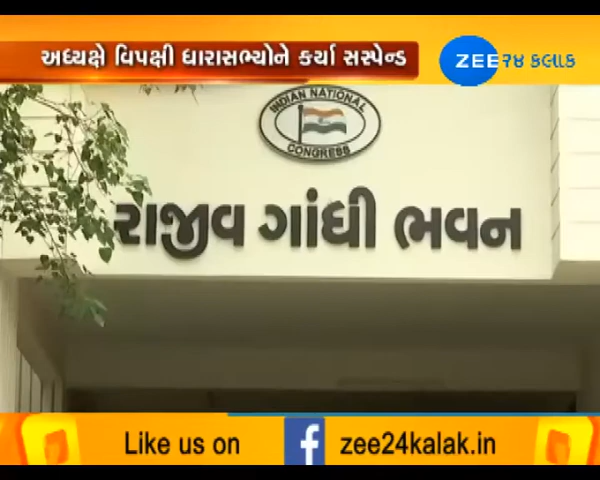 અધ્યક્ષે વિપક્ષી ધારાસભ્યોને કર્યા સસ્પેન્ડ
ZEE ૨૪ કલાક
INDIAN NATIONAL
CONGRESS
રાજીવ ગાંધી ભવન
Like us on f zee24kalak.in